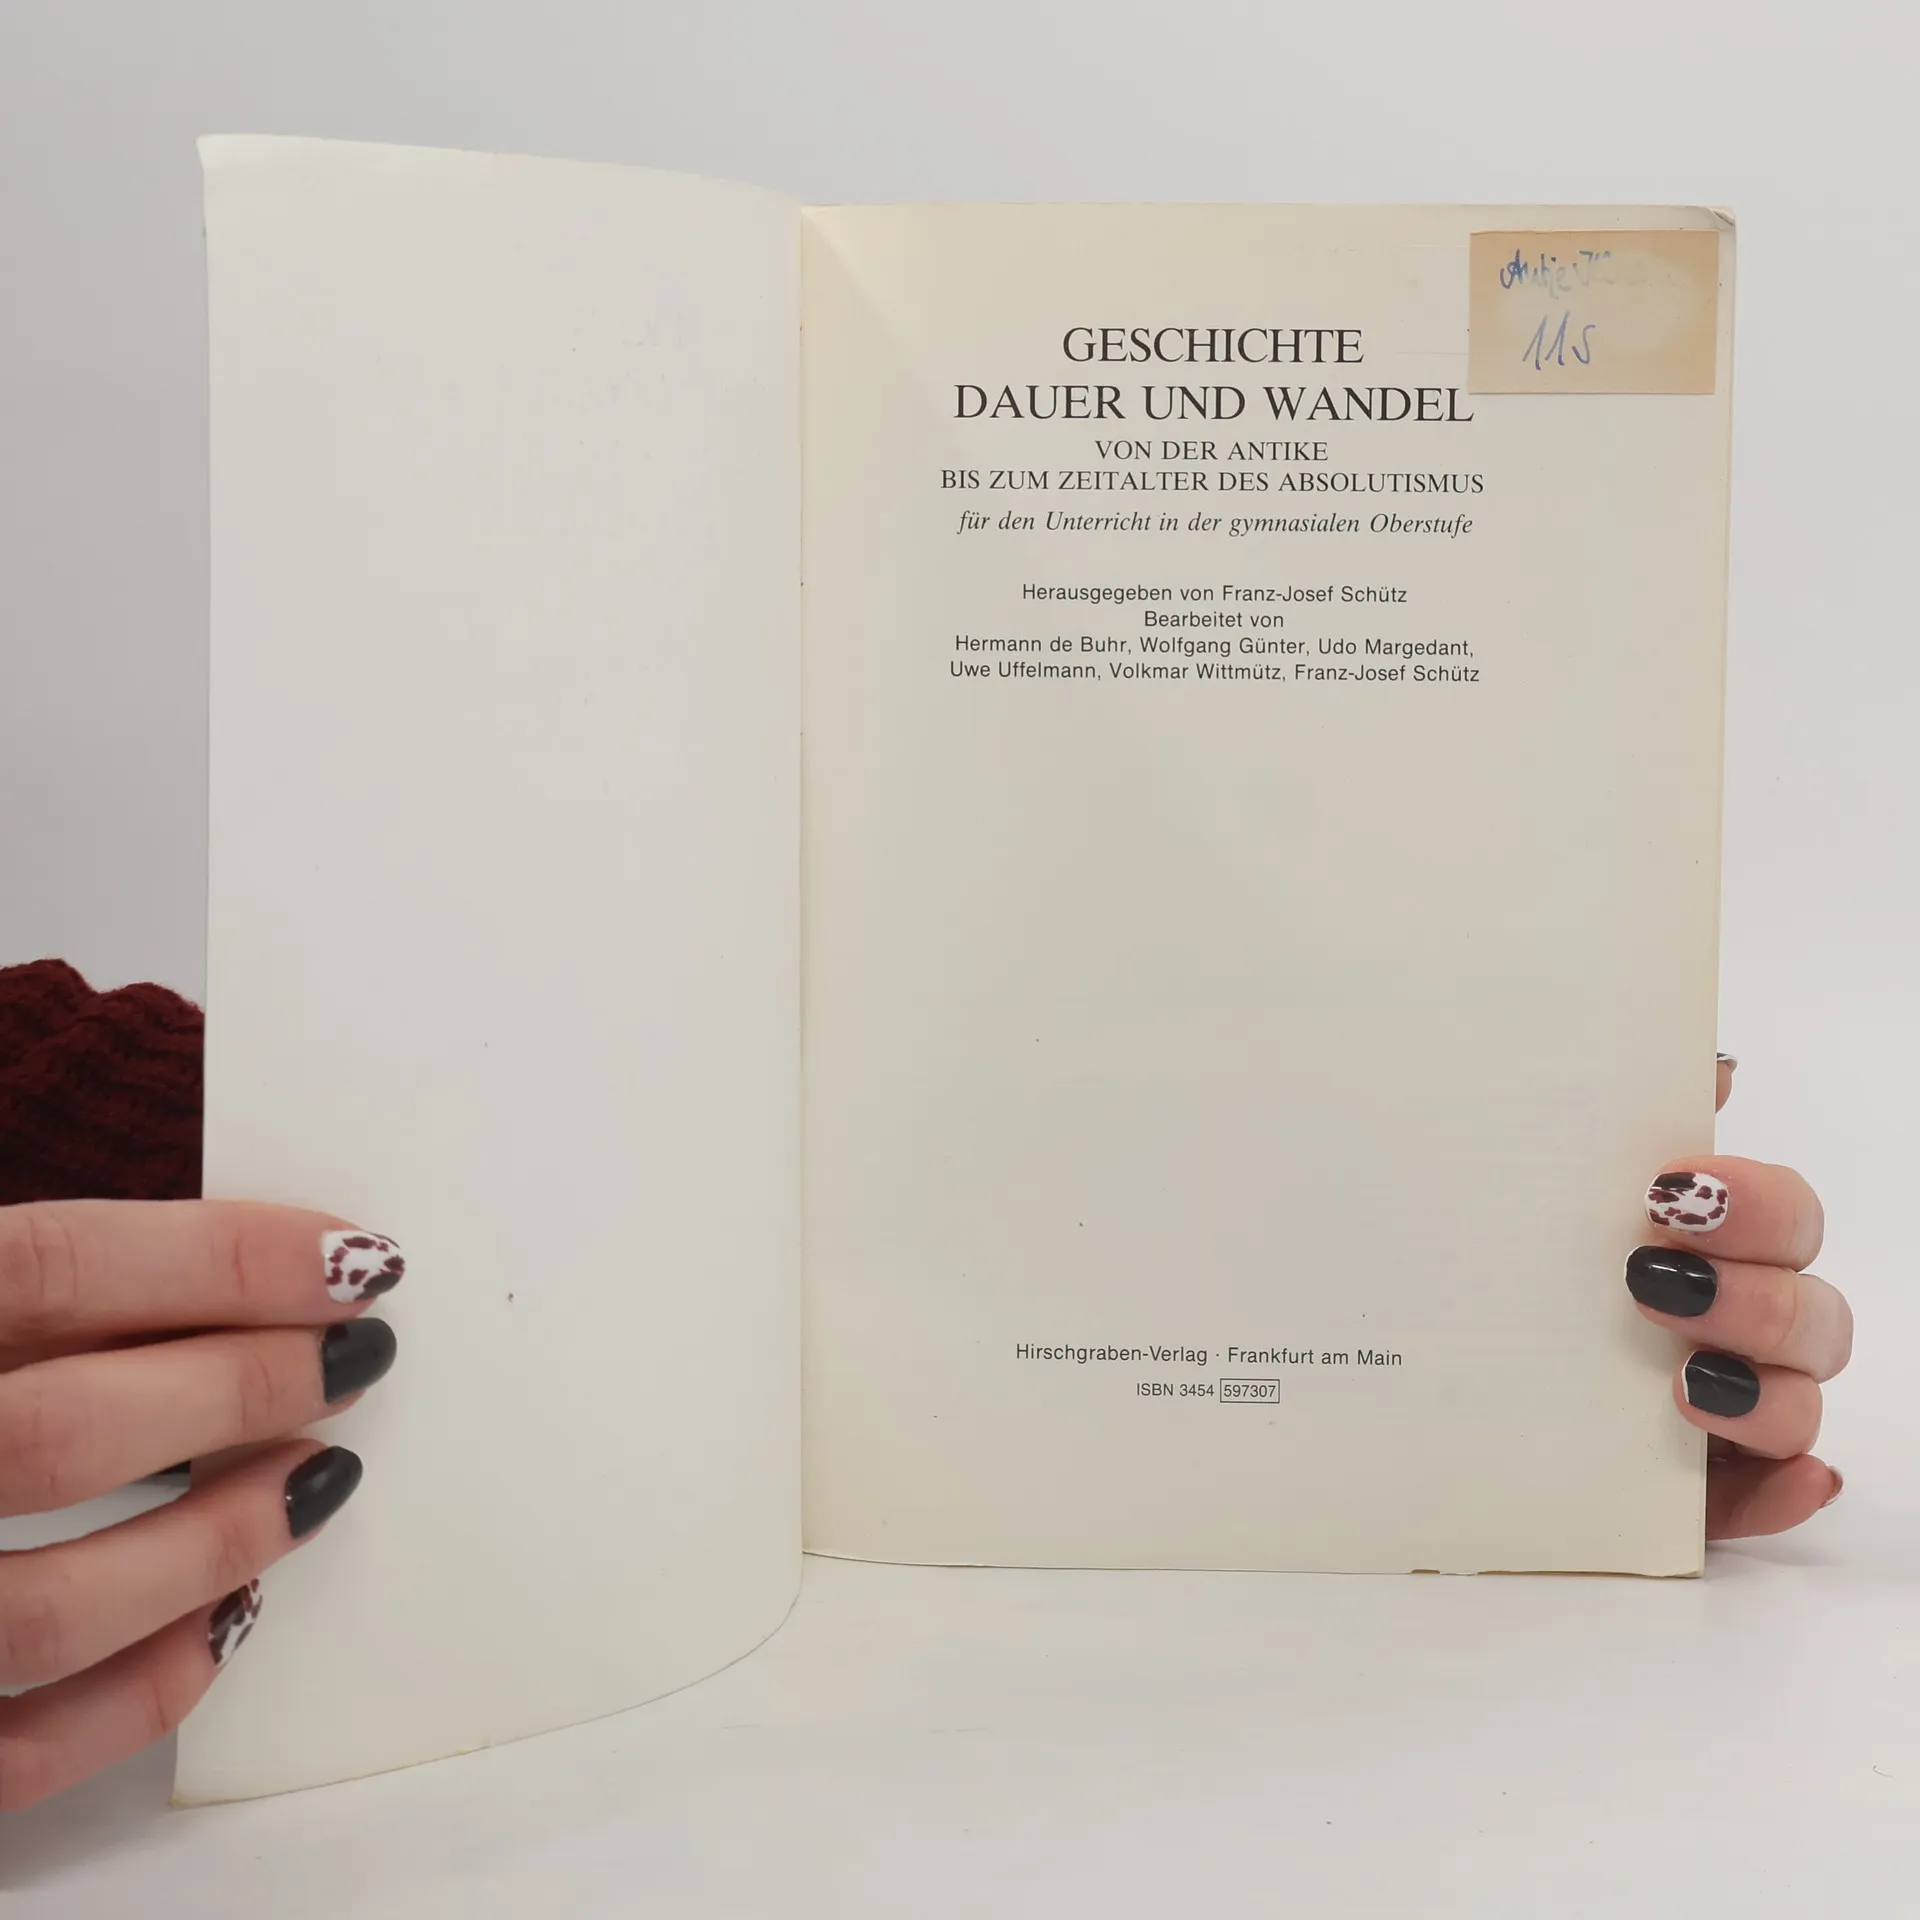 Antje
11s
GESCHICHTE
DAUER UND WANDEL
VON DER ANTIKE
BIS ZUM ZEITALTER DES ABSOLUTISMUS
für den Unterricht in der gymnasialen Oberstufe
Herausgegeben von Franz-Josef Schütz
Bearbeitet von
Hermann de Buhr, Wolfgang Günter, Udo Margedant,
Uwe Uffelmann, Volkmar Wittmütz, Franz-Josef Schütz
Hirschgraben-Verlag · Frankfurt am Main
ISBN 3454 597307